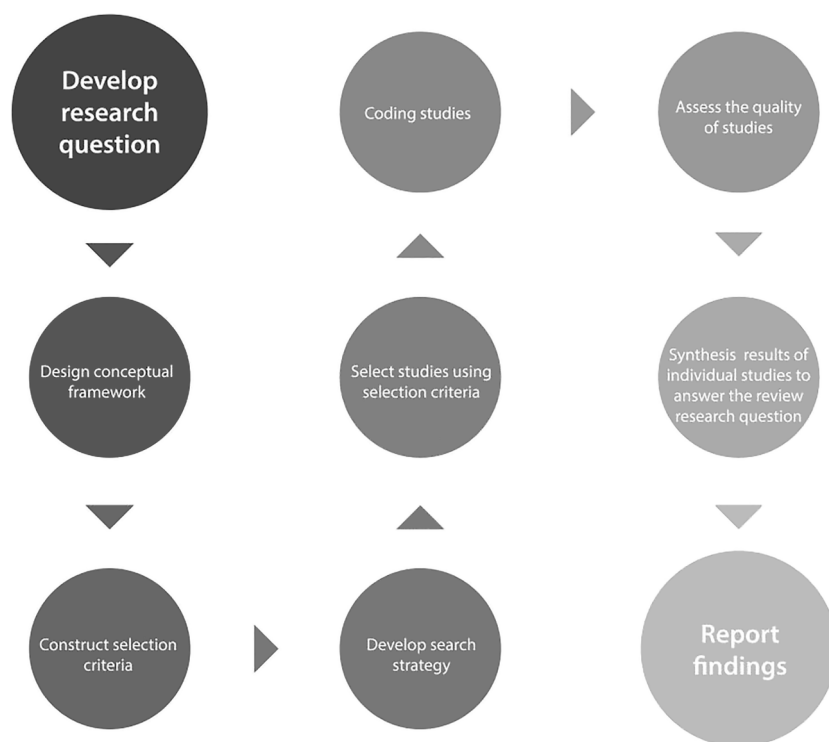 Develop
research
question
Design conceptual
framework
Construct selection
criteria
Develop search
strategy
Select studies using
selection criteria
Coding studies
Assess the quality
of studies
Synthesis results of
individual studies to
answer the review
research question
Report
findings